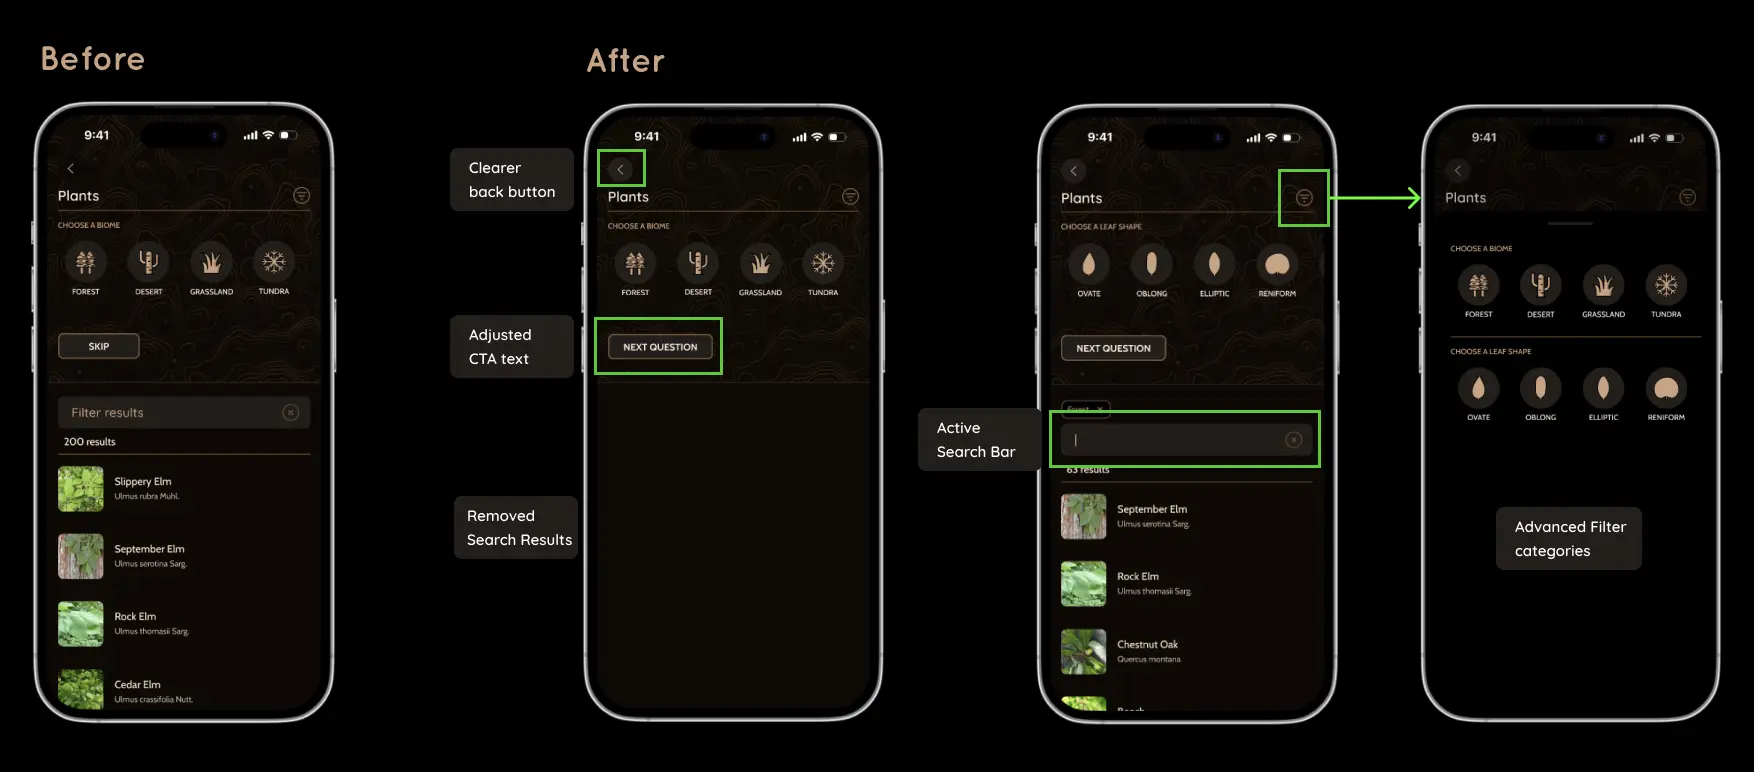 Before
After
9:41
Plants
CHOOSE A BIOME
FOREST
DESERT
GRASSLAND
TUNDRA
SKIP
Filter results
200 results
Slippery Elm
Ulmus rubra Muhl.
September Elm
Ulmus serotina Sarg.
Rock Elm
Ulmus thomasii Sarg.
Cedar Elm
Ulmus crassifolia Nutt.
Clearer
back button
Adjusted
CTA text
Removed
Search Results
9:41
Plants
CHOOSE A BIOME
FOREST
DESERT
GRASSLAND
TUNDRA
NEXT QUESTION
Active
Search Bar
9:41
Plants
CHOOSE A LEAF SHAPE
OVATE
OBLONG
ELLIPTIC
RENIFORM
NEXT QUESTION
Forest
63 results
September Elm
Ulmus serotina Sarg.
Rock Elm
Ulmus thomasii Sarg.
Chestnut Oak
Quercus montana
9:41
Plants
CHOOSE A BIOME
FOREST
DESERT
GRASSLAND
TUNDRA
CHOOSE A LEAF SHAPE
OVATE
OBLONG
ELLIPTIC
RENIFORM
Advanced Filter
categories